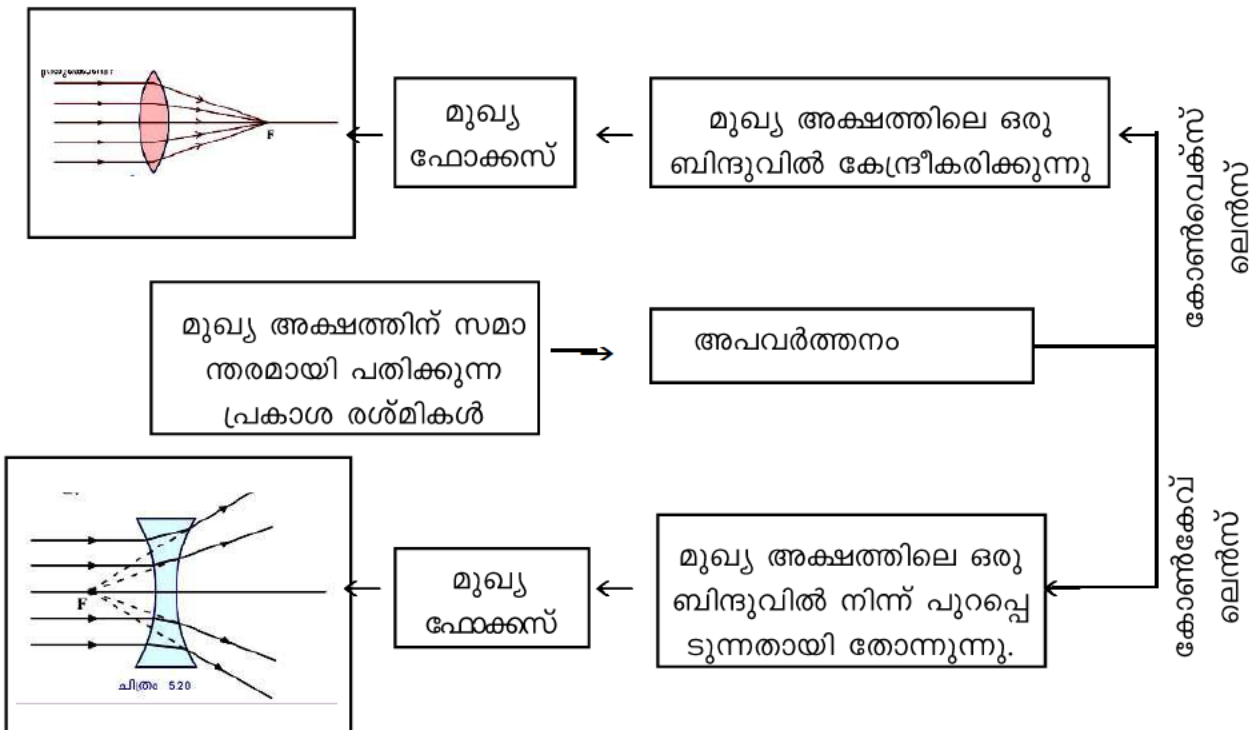 F
മുഖ്യ
ഫോക്കസ്
മുഖ്യ അക്ഷത്തിലെ ഒരു
ബിന്ദുവിൽ കേന്ദ്രീകരിക്കുന്നു
കോൺവെക്സ്
ലെൻസ്
മുഖ്യ അക്ഷത്തിന് സമാ
ന്തരമായി പതിക്കുന്ന
പ്രകാശ രശ്മികൾ
അപവർത്തനം
F
ചിത്രം 5.20
മുഖ്യ
ഫോക്കസ്
മുഖ്യ അക്ഷത്തിലെ ഒരു
ബിന്ദുവിൽ നിന്ന് പുറപ്പെ
ടുന്നതായി തോന്നുന്നു.
കോൺകേവ്
ലെൻസ്